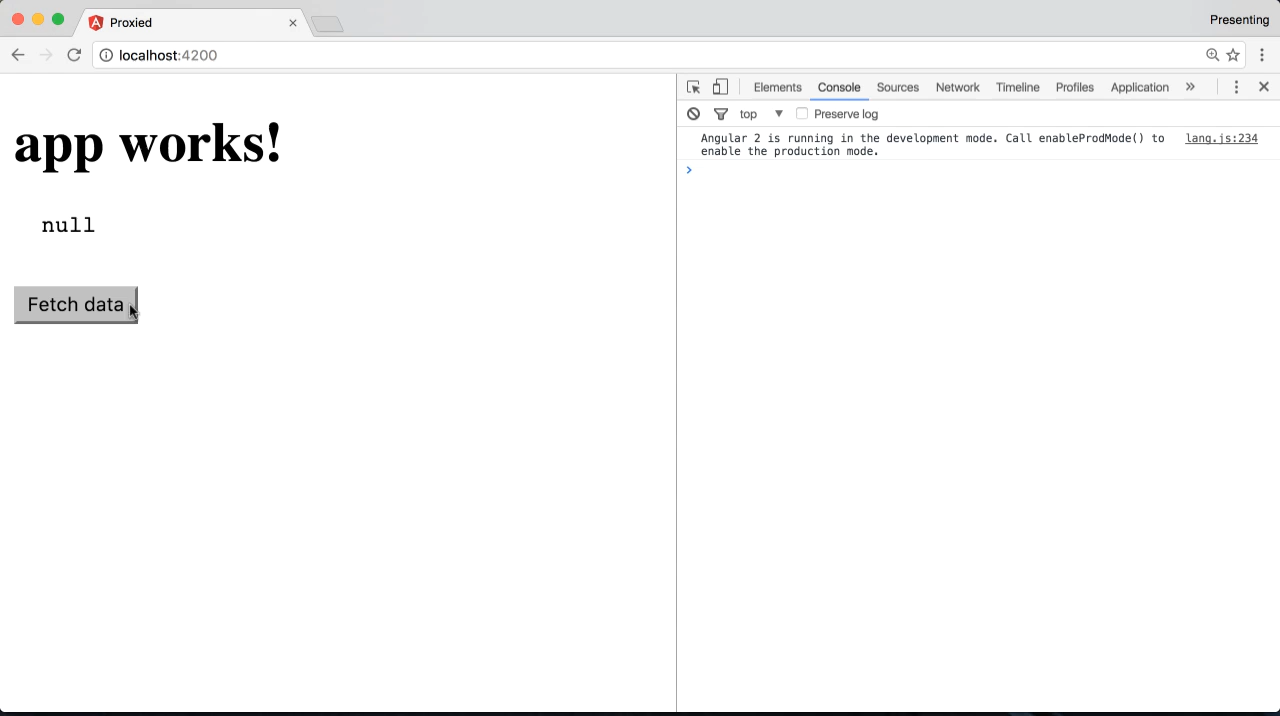 Proxied
Presenting
localhost:4200
app works!
null
Fetch data
Elements Console Sources Network Timeline Profiles Application »
top Preserve log
Angular 2 is running in the development mode. Call enableProdMode() to lang.js:234
enable the production mode.